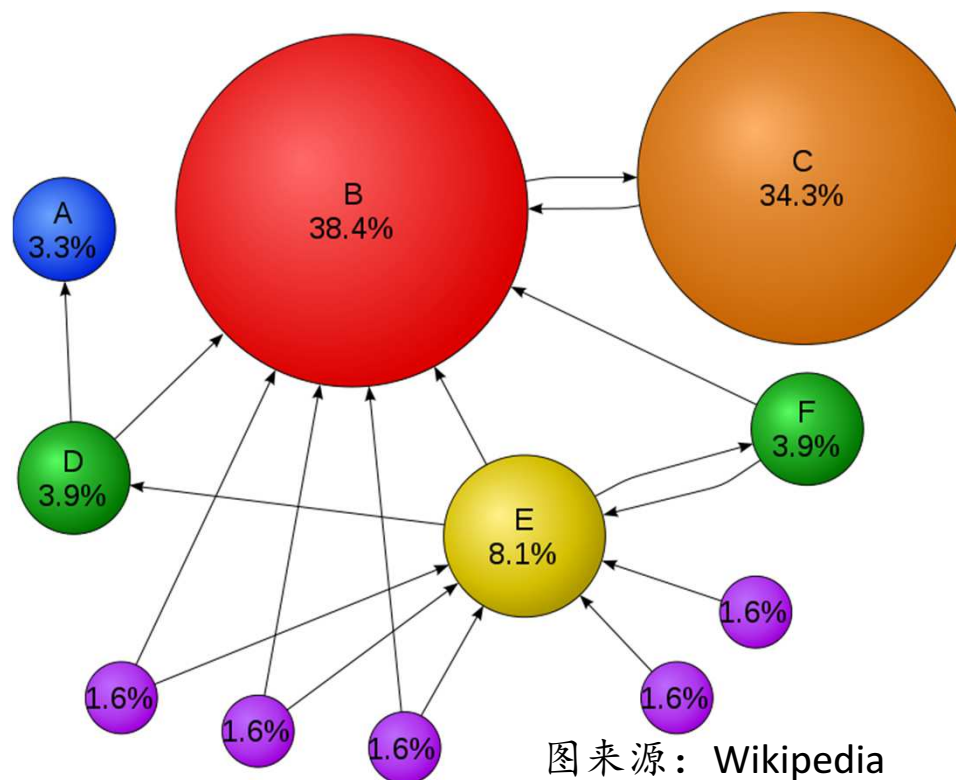 B
38.4%
C
34.3%
A
3.3%
F
3.9%
D
3.9%
E
8.1%
1.6%
1.6%
1.6%
1.6%
1.6%
图来源：Wikipedia